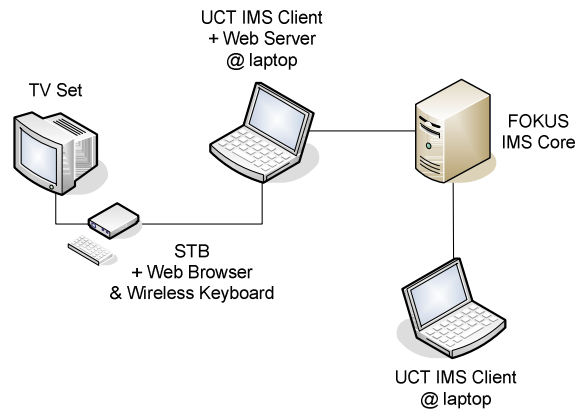 UCT IMS Client
+ Web Server
@ laptop
TV Set
FOKUS
IMS Core
STB
+ Web Browser
& Wireless Keyboard
UCT IMS Client
@ laptop